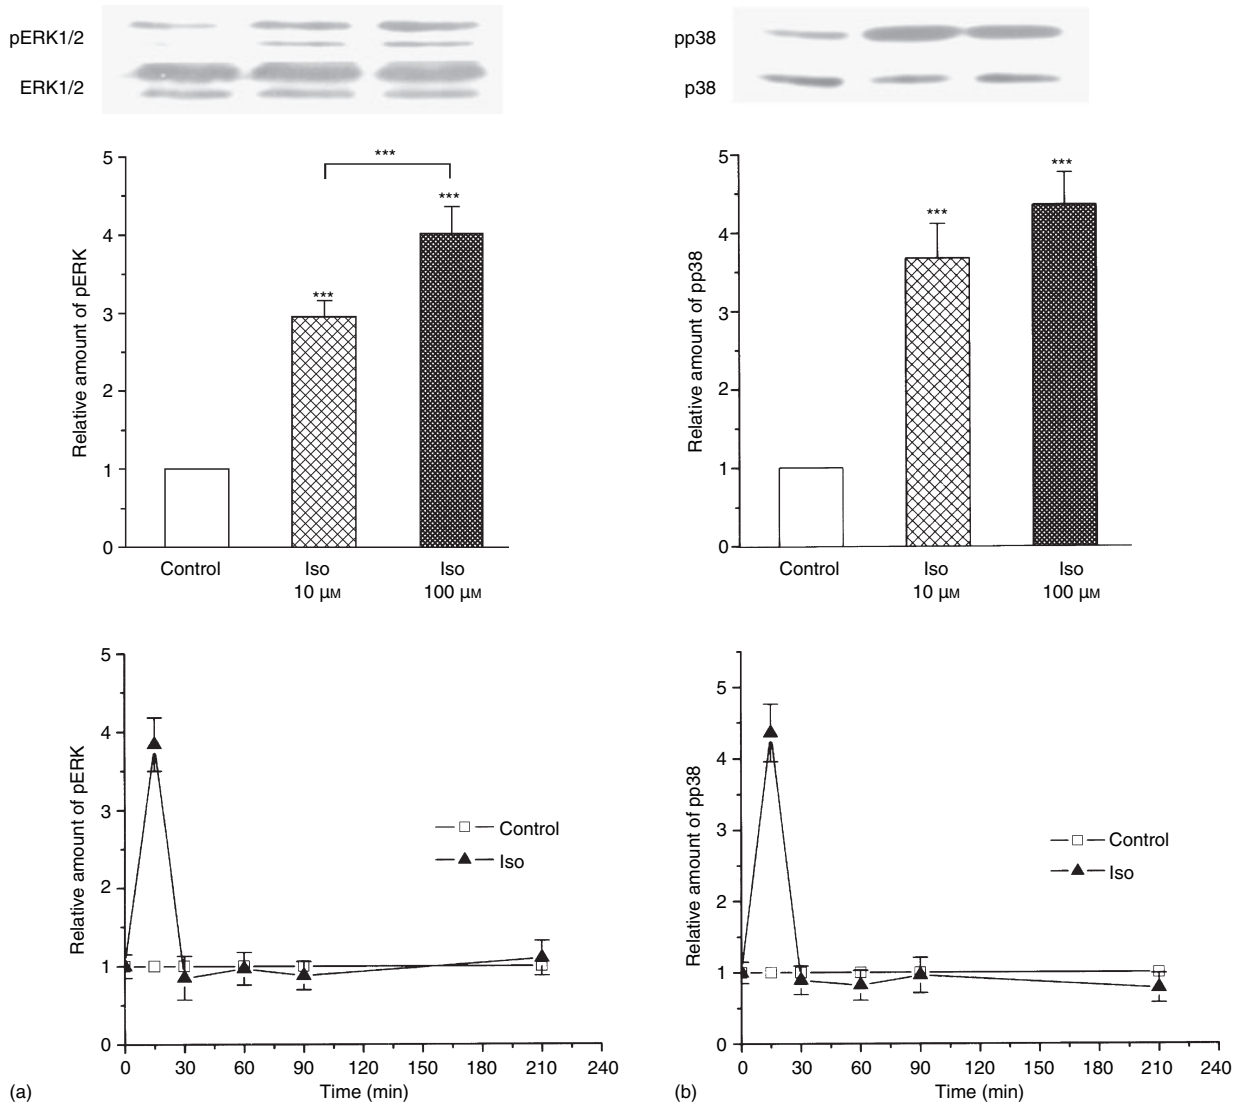 pERK1/2
ERK1/2
5
4
3
2
1
0
Relative amount of pERK
***
***
***
Control
Iso
10 µM
Iso
100 µM
pp38
p38
5
4
3
2
1
0
Relative amount of pp38
***
***
Control
Iso
10 µM
Iso
100 µM
5
4
3
2
1
0
Relative amount of pERK
Control
Iso
0 30 60 90 120 150 180 210 240
Time (min)
(a)
5
4
3
2
1
0
Relative amount of pp38
Control
Iso
0 30 60 90 120 150 180 210 240
Time (min)
(b)